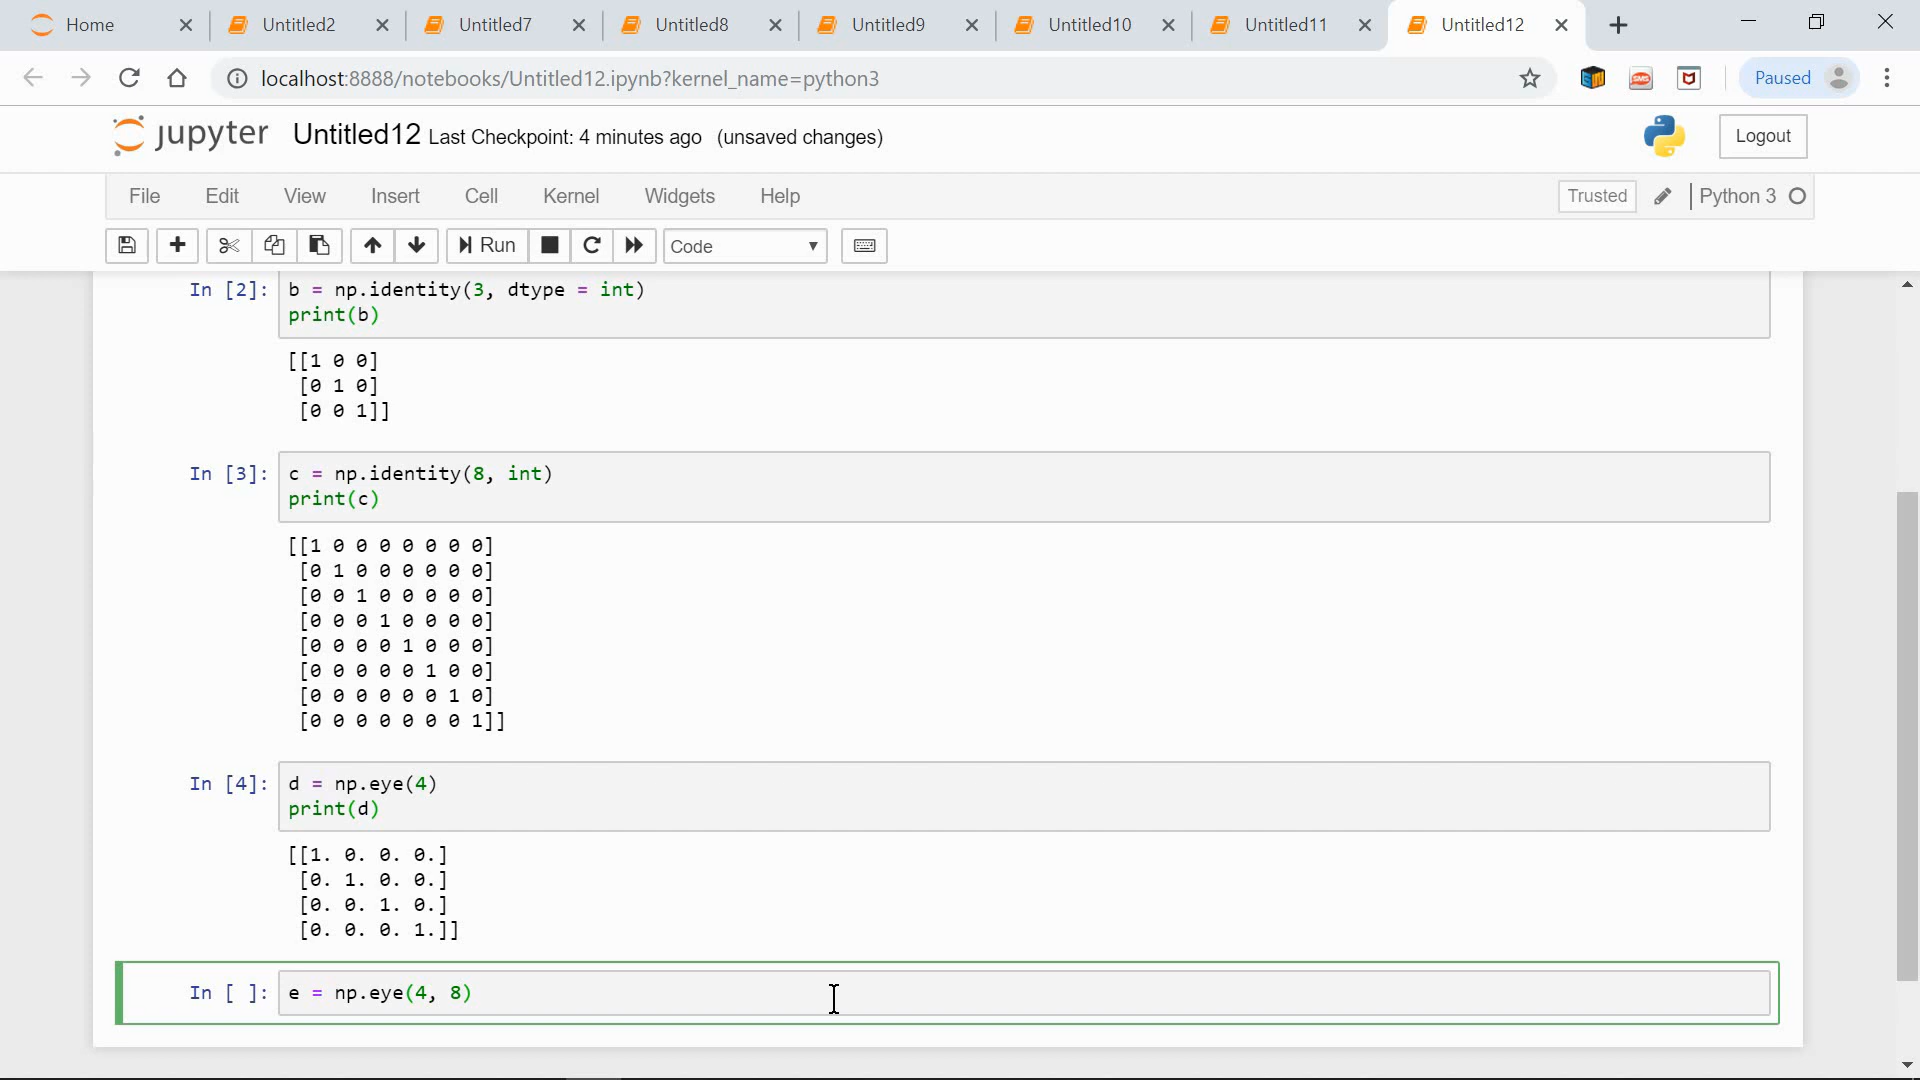 Home Untitled2 Untitled7 Untitled8 Untitled9 Untitled10 Untitled11 Untitled12
localhost:8888/notebooks/Untitled12.ipynb?kernel_name=python3 SMS Paused
jupyter Untitled12 Last Checkpoint: 4 minutes ago (unsaved changes) Logout
File Edit View Insert Cell Kernel Widgets Help Trusted Python 3
Run Code
In [2]: b = np.identity(3, dtype = int)
print(b)
[[1 0 0]
[0 1 0]
[0 0 1]]
In [3]: c = np.identity(8, int)
print(c)
[[1 0 0 0 0 0 0 0]
[0 1 0 0 0 0 0 0]
[0 0 1 0 0 0 0 0]
[0 0 0 1 0 0 0 0]
[0 0 0 0 1 0 0 0]
[0 0 0 0 0 1 0 0]
[0 0 0 0 0 0 1 0]
[0 0 0 0 0 0 0 1]]
In [4]: d = np.eye(4)
print(d)
[[1. 0. 0. 0.]
[0. 1. 0. 0.]
[0. 0. 1. 0.]
[0. 0. 0. 1.]]
In [ ]: e = np.eye(4, 8)